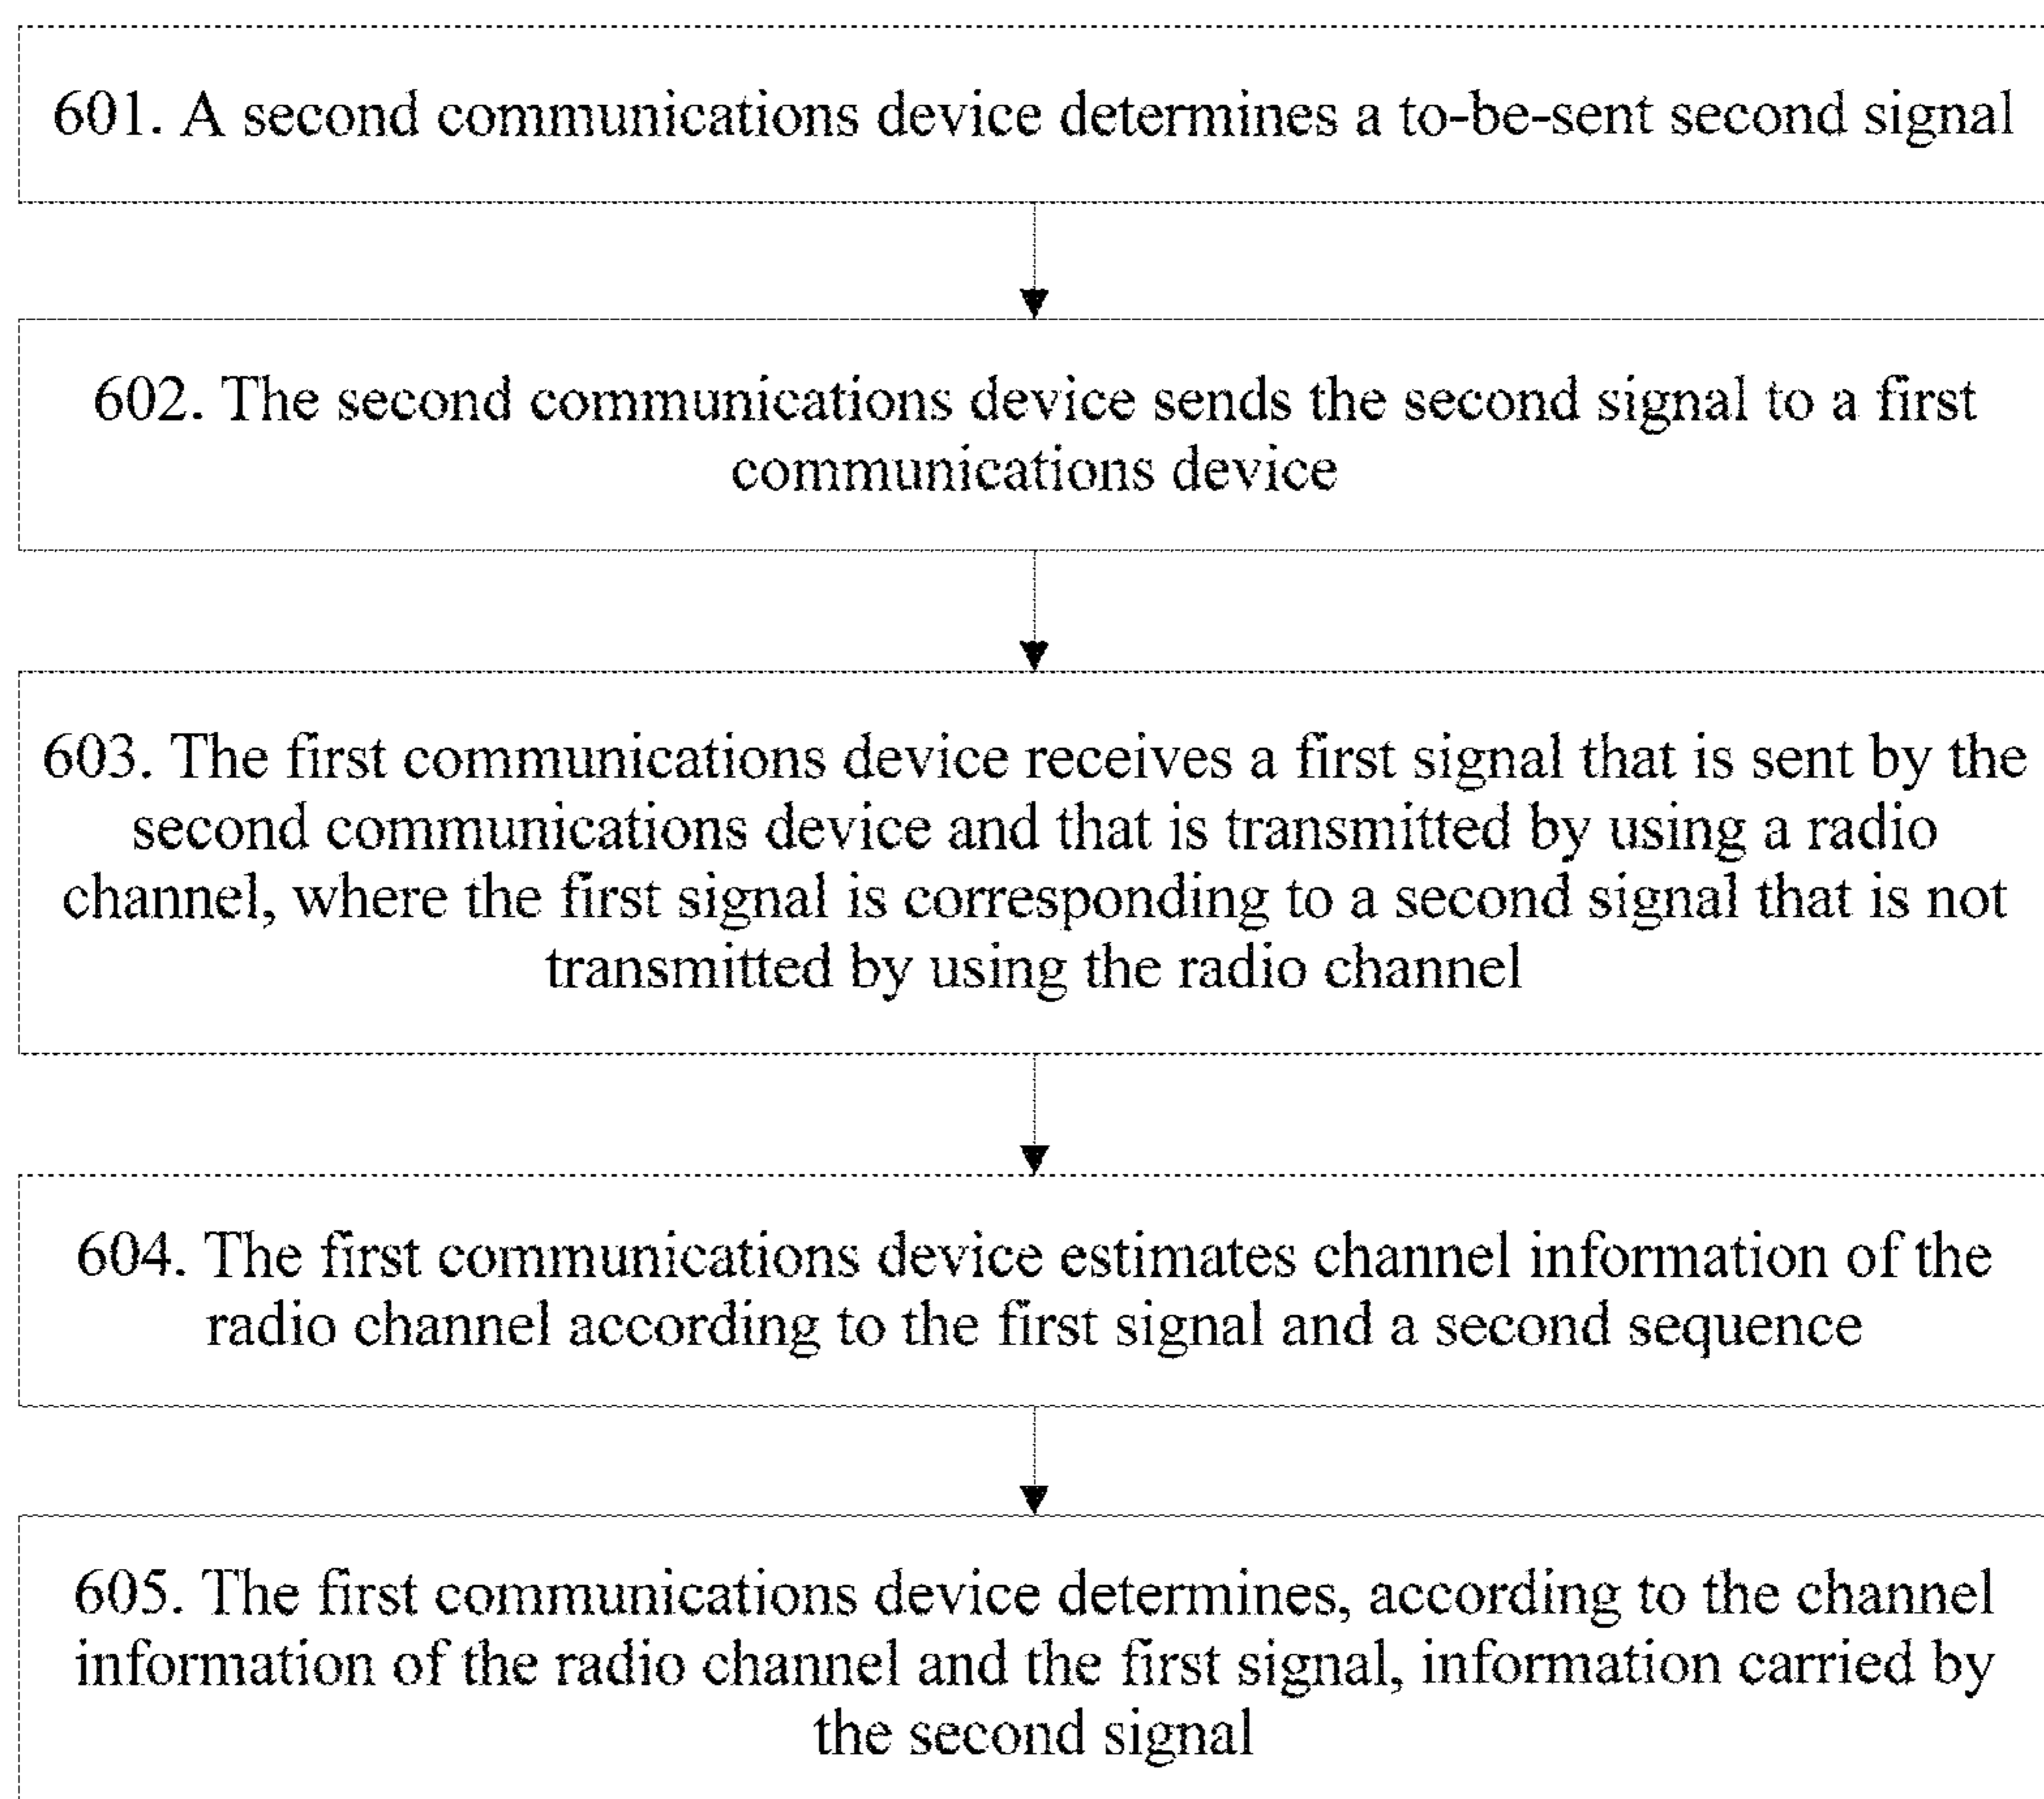 601. A second communications device determines a to-be-sent second signal
602. The second communications device sends the second signal to a first
communications device
603. The first communications device receives a first signal that is sent by the
second communications device and that is transmitted by using a radio
channel, where the first signal is corresponding to a second signal that is not
transmitted by using the radio channel
604. The first communications device estimates channel information of the
radio channel according to the first signal and a second sequence
605. The first communications device determines, according to the channel
information of the radio channel and the first signal, information carried by
the second signal